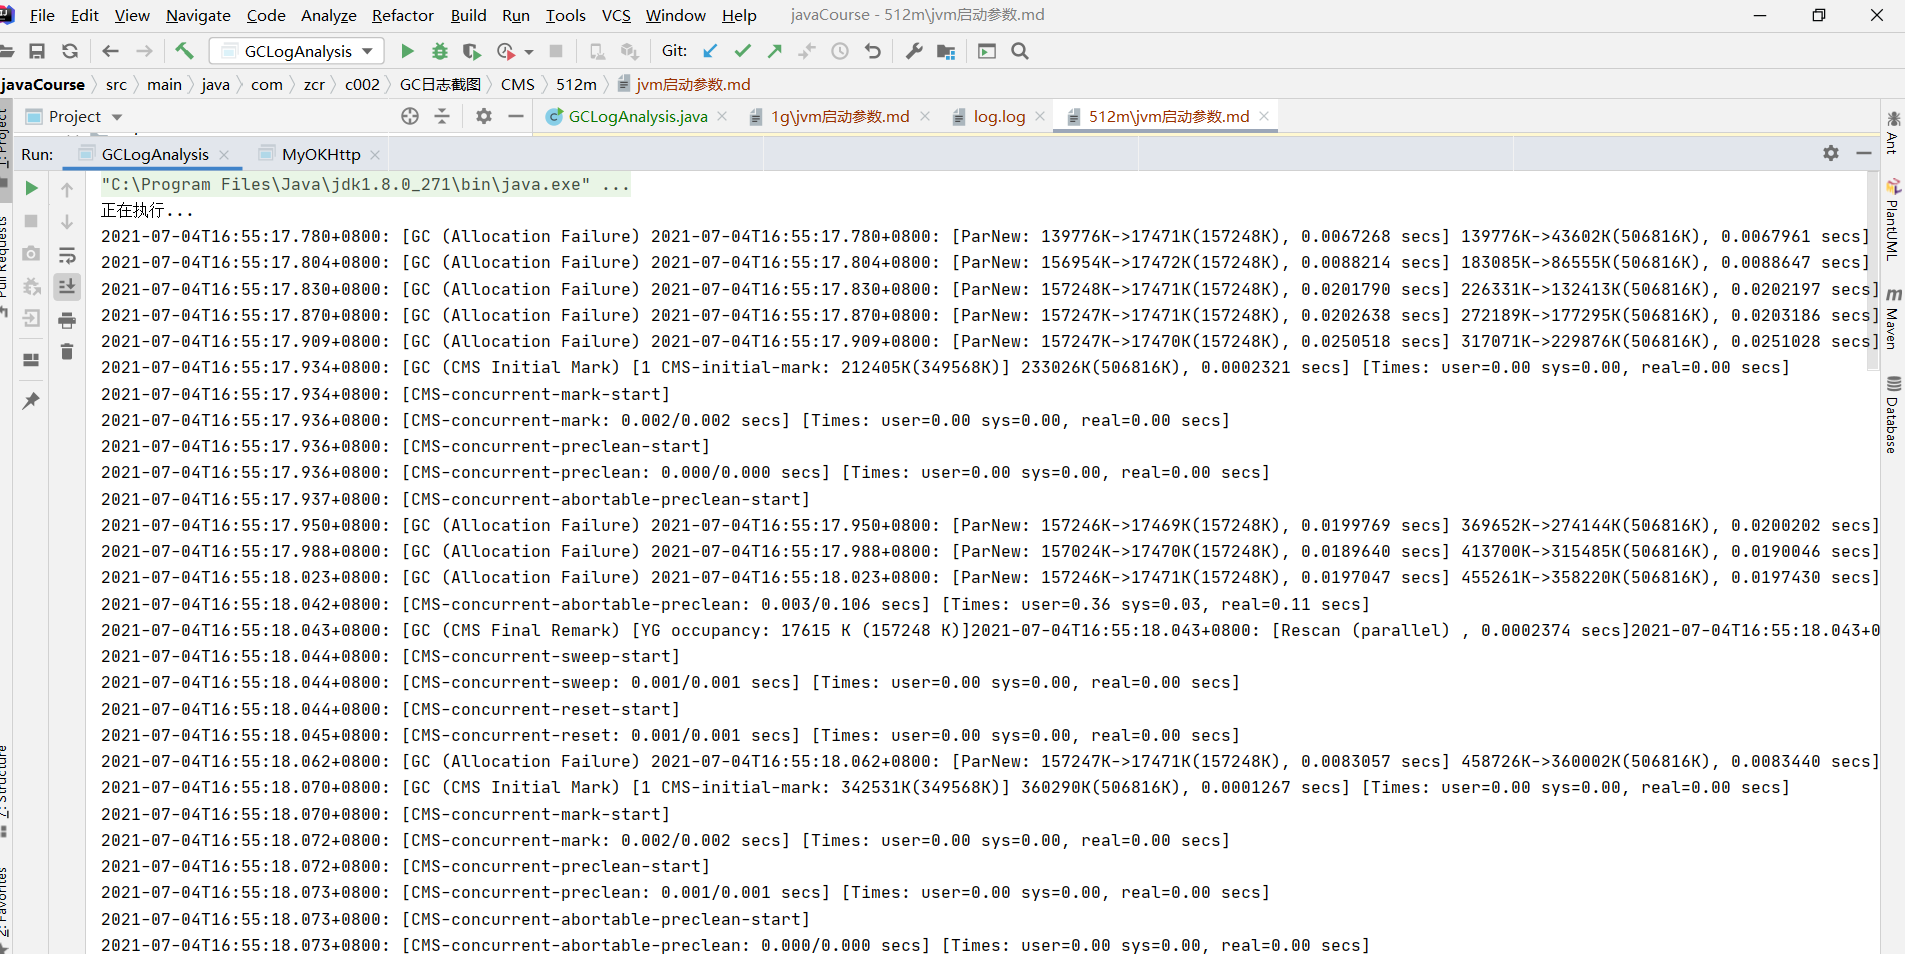 File Edit View Navigate Code Analyze Refactor Build Run Tools VCS Window Help javaCourse - 512m\jvm启动参数.md
GCLogAnalysis Git:
javaCourse src main java com zcr c002 GC日志截图 CMS 512m jvm启动参数.md
Project GCLogAnalysis.java 1g\jvm启动参数.md log.log 512m\jvm启动参数.md
Run: GCLogAnalysis MyOKHttp
"C:\Program Files\Java\jdk1.8.0_271\bin\java.exe" ...
正在执行...
2021-07-04T16:55:17.780+0800: [GC (Allocation Failure) 2021-07-04T16:55:17.780+0800: [ParNew: 139776K->17471K(157248K), 0.0067268 secs] 139776K->43602K(506816K), 0.0067961 secs]
2021-07-04T16:55:17.804+0800: [GC (Allocation Failure) 2021-07-04T16:55:17.804+0800: [ParNew: 156954K->17472K(157248K), 0.0088214 secs] 183085K->86555K(506816K), 0.0088647 secs]
2021-07-04T16:55:17.830+0800: [GC (Allocation Failure) 2021-07-04T16:55:17.830+0800: [ParNew: 157248K->17471K(157248K), 0.0201790 secs] 226331K->132413K(506816K), 0.0202197 secs]
2021-07-04T16:55:17.870+0800: [GC (Allocation Failure) 2021-07-04T16:55:17.870+0800: [ParNew: 157247K->17471K(157248K), 0.0202638 secs] 272189K->177295K(506816K), 0.0203186 secs]
2021-07-04T16:55:17.909+0800: [GC (Allocation Failure) 2021-07-04T16:55:17.909+0800: [ParNew: 157247K->17470K(157248K), 0.0250518 secs] 317071K->229876K(506816K), 0.0251028 secs]
2021-07-04T16:55:17.934+0800: [GC (CMS Initial Mark) [1 CMS-initial-mark: 212405K(349568K)] 233026K(506816K), 0.0002321 secs] [Times: user=0.00 sys=0.00, real=0.00 secs]
2021-07-04T16:55:17.934+0800: [CMS-concurrent-mark-start]
2021-07-04T16:55:17.936+0800: [CMS-concurrent-mark: 0.002/0.002 secs] [Times: user=0.00 sys=0.00, real=0.00 secs]
2021-07-04T16:55:17.936+0800: [CMS-concurrent-preclean-start]
2021-07-04T16:55:17.936+0800: [CMS-concurrent-preclean: 0.000/0.000 secs] [Times: user=0.00 sys=0.00, real=0.00 secs]
2021-07-04T16:55:17.937+0800: [CMS-concurrent-abortable-preclean-start]
2021-07-04T16:55:17.950+0800: [GC (Allocation Failure) 2021-07-04T16:55:17.950+0800: [ParNew: 157246K->17469K(157248K), 0.0199769 secs] 369652K->274144K(506816K), 0.0200202 secs]
2021-07-04T16:55:17.988+0800: [GC (Allocation Failure) 2021-07-04T16:55:17.988+0800: [ParNew: 157024K->17470K(157248K), 0.0189640 secs] 413700K->315485K(506816K), 0.0190046 secs]
2021-07-04T16:55:18.023+0800: [GC (Allocation Failure) 2021-07-04T16:55:18.023+0800: [ParNew: 157246K->17471K(157248K), 0.0197047 secs] 455261K->358220K(506816K), 0.0197430 secs]
2021-07-04T16:55:18.042+0800: [CMS-concurrent-abortable-preclean: 0.003/0.106 secs] [Times: user=0.36 sys=0.03, real=0.11 secs]
2021-07-04T16:55:18.043+0800: [GC (CMS Final Remark) [YG occupancy: 17615 K (157248 K)]2021-07-04T16:55:18.043+0800: [Rescan (parallel) , 0.0002374 secs]2021-07-04T16:55:18.043+0
2021-07-04T16:55:18.044+0800: [CMS-concurrent-sweep-start]
2021-07-04T16:55:18.044+0800: [CMS-concurrent-sweep: 0.001/0.001 secs] [Times: user=0.00 sys=0.00, real=0.00 secs]
2021-07-04T16:55:18.044+0800: [CMS-concurrent-reset-start]
2021-07-04T16:55:18.045+0800: [CMS-concurrent-reset: 0.001/0.001 secs] [Times: user=0.00 sys=0.00, real=0.00 secs]
2021-07-04T16:55:18.062+0800: [GC (Allocation Failure) 2021-07-04T16:55:18.062+0800: [ParNew: 157247K->17471K(157248K), 0.0083057 secs] 458726K->360002K(506816K), 0.0083440 secs]
2021-07-04T16:55:18.070+0800: [GC (CMS Initial Mark) [1 CMS-initial-mark: 342531K(349568K)] 360290K(506816K), 0.0001267 secs] [Times: user=0.00 sys=0.00, real=0.00 secs]
2021-07-04T16:55:18.070+0800: [CMS-concurrent-mark-start]
2021-07-04T16:55:18.072+0800: [CMS-concurrent-mark: 0.002/0.002 secs] [Times: user=0.00 sys=0.00, real=0.00 secs]
2021-07-04T16:55:18.072+0800: [CMS-concurrent-preclean-start]
2021-07-04T16:55:18.073+0800: [CMS-concurrent-preclean: 0.001/0.001 secs] [Times: user=0.00 sys=0.00, real=0.00 secs]
2021-07-04T16:55:18.073+0800: [CMS-concurrent-abortable-preclean-start]
2021-07-04T16:55:18.073+0800: [CMS-concurrent-abortable-preclean: 0.000/0.000 secs] [Times: user=0.00 sys=0.00, real=0.00 secs]
1: Project
Pull Requests
7: Structure
2: Favorites
Ant
PlantUML
Maven
Database